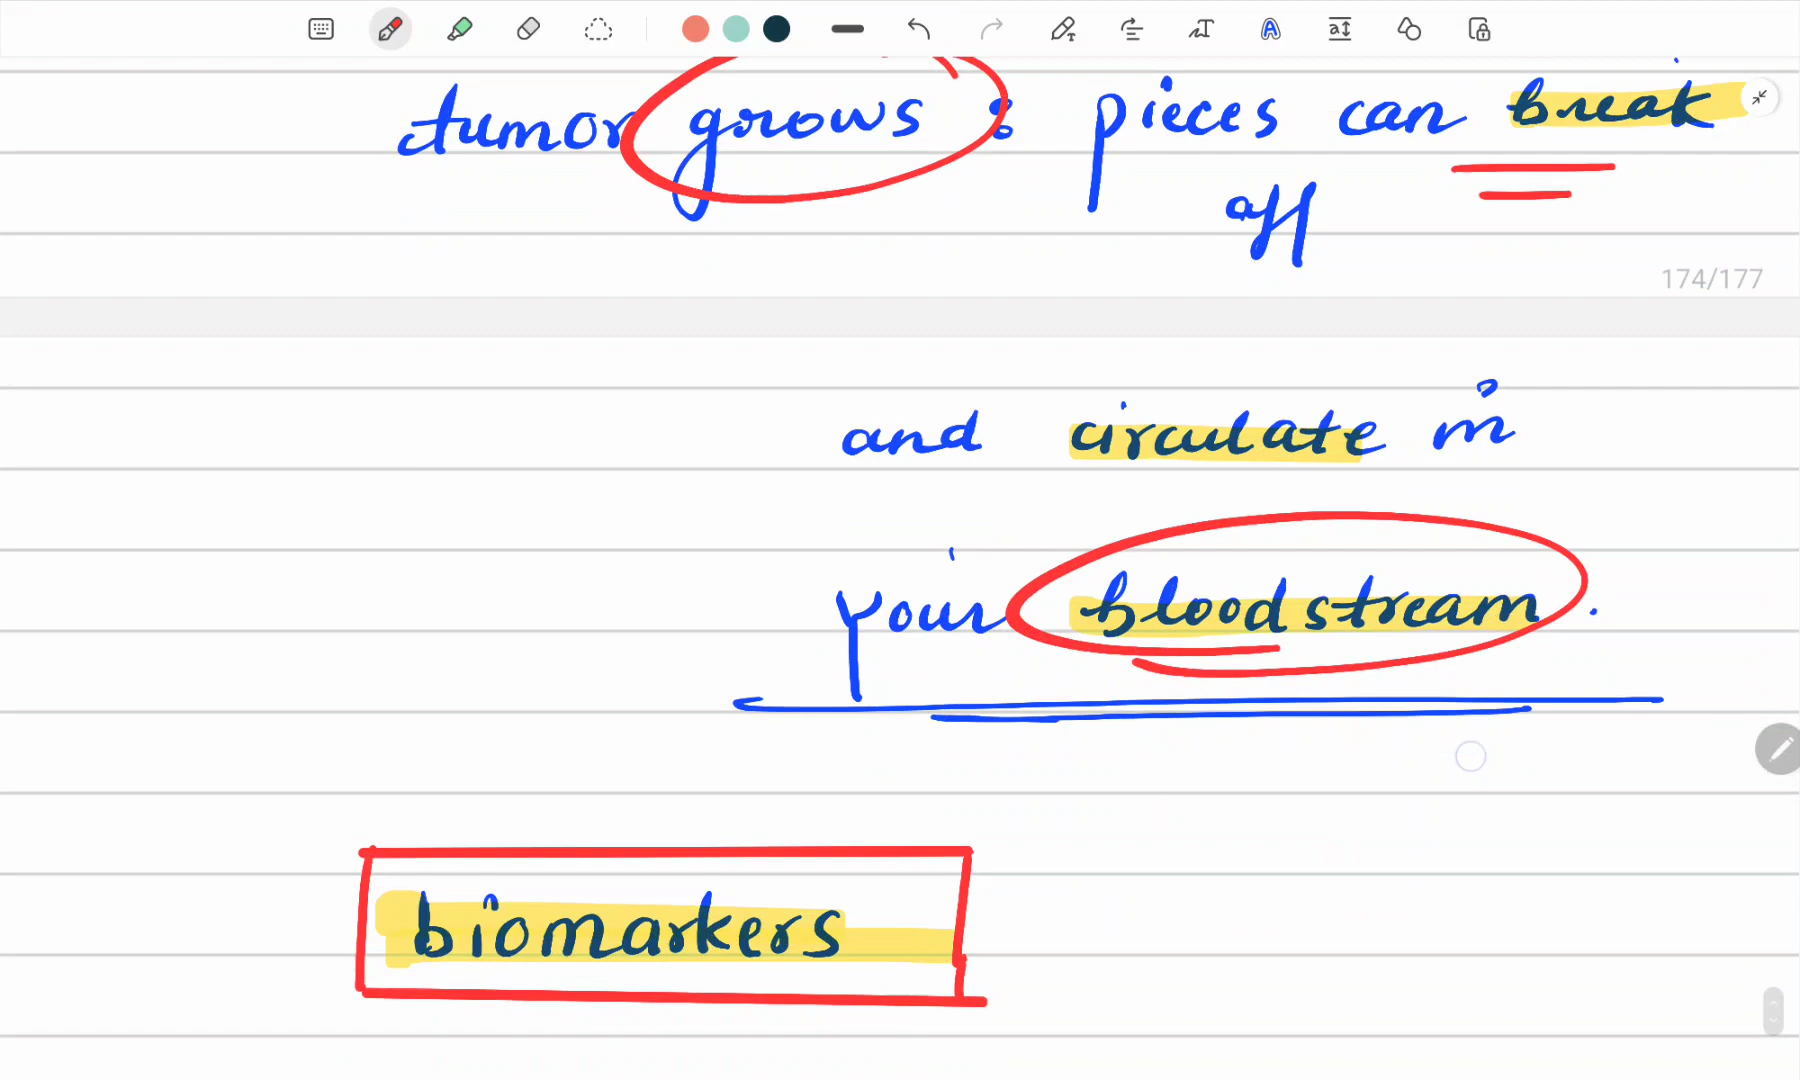 tumor grows & pieces can break
off
174/177
and circulate in
your bloodstream.
biomarkers